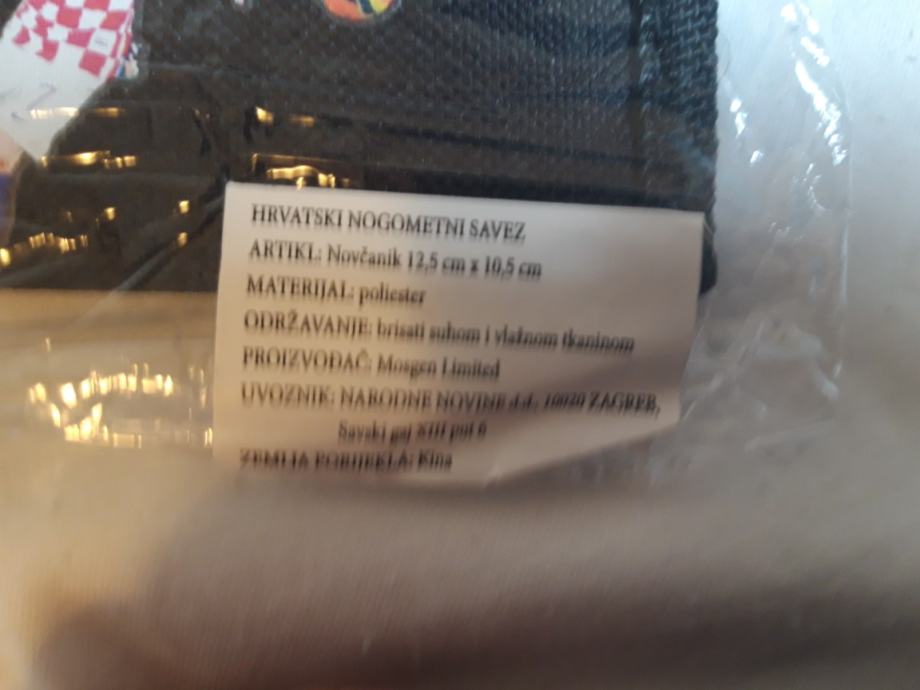 HRVATSKI NOGOMETNI SAVEZ
ARTIKL: Novčanik 12,5 cm x 10,5 cm
MATERIJAL: poliester
ODRŽAVANJE: brisati suhom i vlažnom tkaninom
PROIZVOĐAČ: Mosgen Limited
UVOZNIK: NARODNE NOVINE d.d., 10020 ZAGREB,
Savski gaj XIII put 6
ZEMLJA PORIJEKLA: Kina